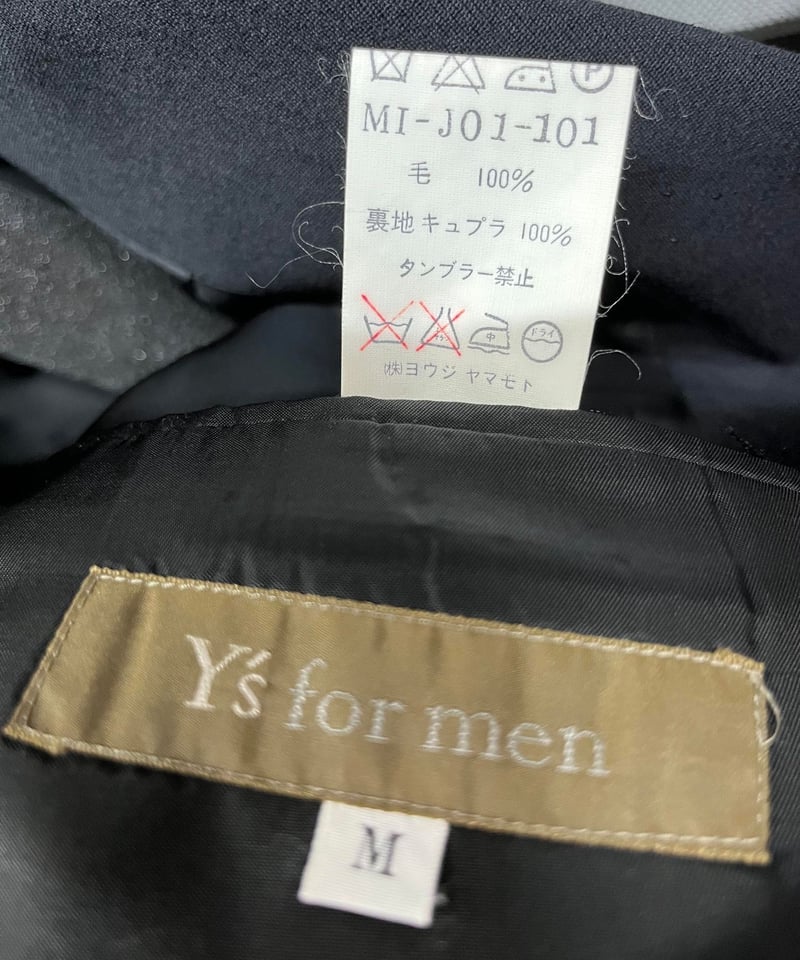 P
MI-J01-101
毛 100%
裏地 キュプラ 100%
タンブラー禁止
中 ドライ
㈱ヨウジ ヤマモト
Y's for men
M